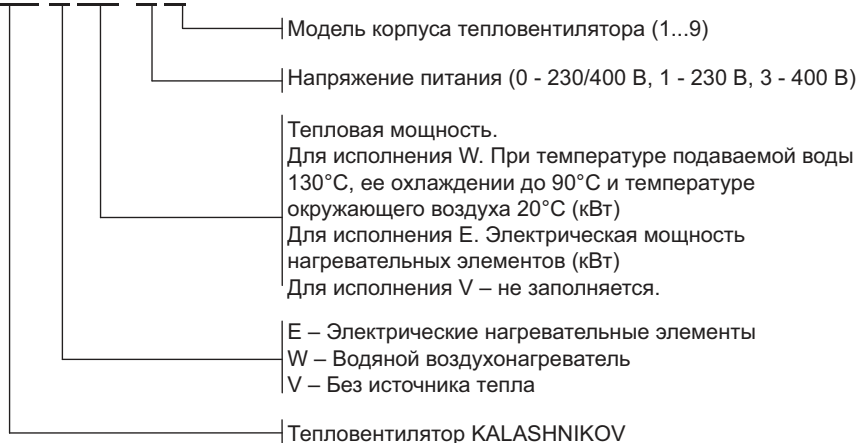 Модель корпуса тепловентилятора (1...9)
Напряжение питания (0 - 230/400 В, 1 - 230 В, 3 - 400 В)
Тепловая мощность.
Для исполнения W. При температуре подаваемой воды
130°С, ее охлаждении до 90°С и температуре
окружающего воздуха 20°С (кВт)
Для исполнения Е. Электрическая мощность
нагревательных элементов (кВт)
Для исполнения V – не заполняется.
Е – Электрические нагревательные элементы
W – Водяной воздухонагреватель
V – Без источника тепла
Тепловентилятор KALASHNIKOV